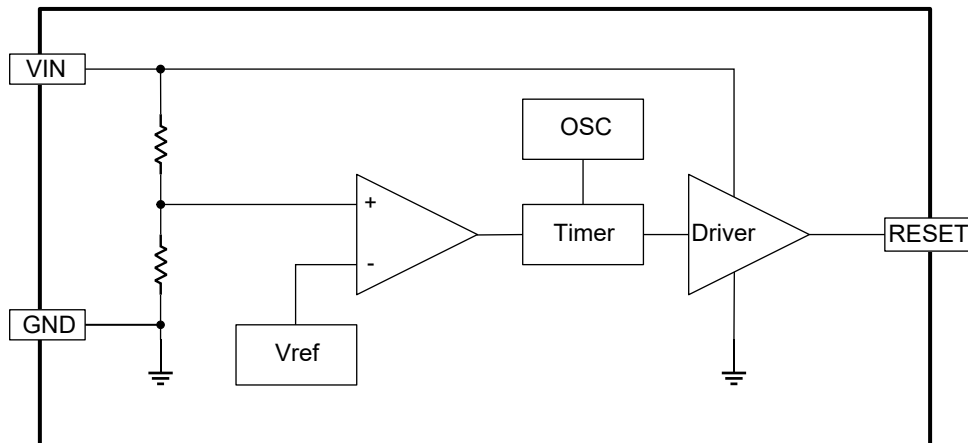 VIN
OSC
+
Timer
Driver
RESET
-
GND
Vref